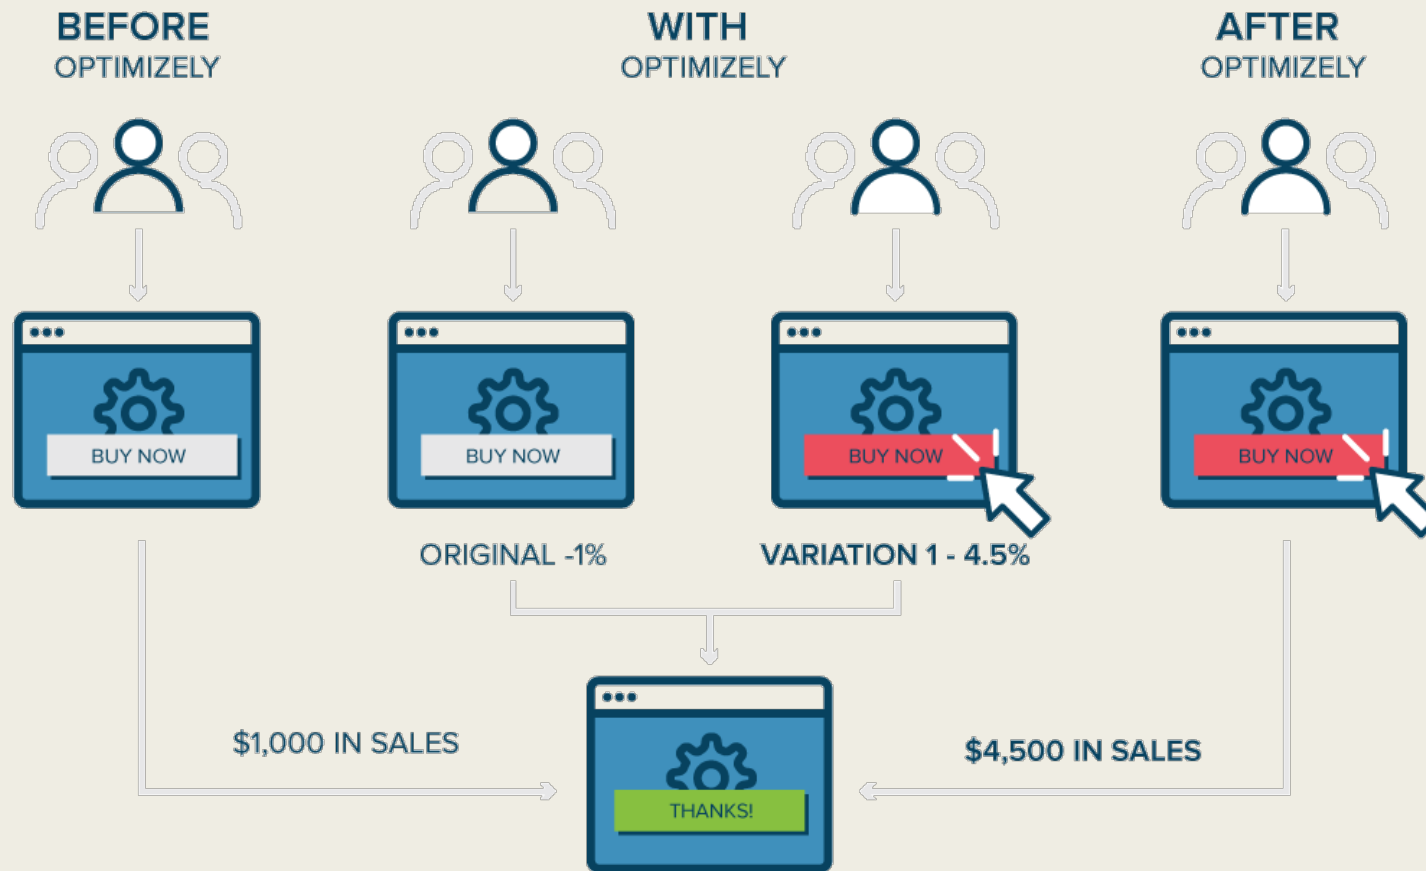 BEFORE
OPTIMIZELY
WITH
OPTIMIZELY
AFTER
OPTIMIZELY
BUY NOW
BUY NOW
BUY NOW
BUY NOW
ORIGINAL -1%
VARIATION 1 - 4.5%
$1,000 IN SALES
$4,500 IN SALES
THANKS!